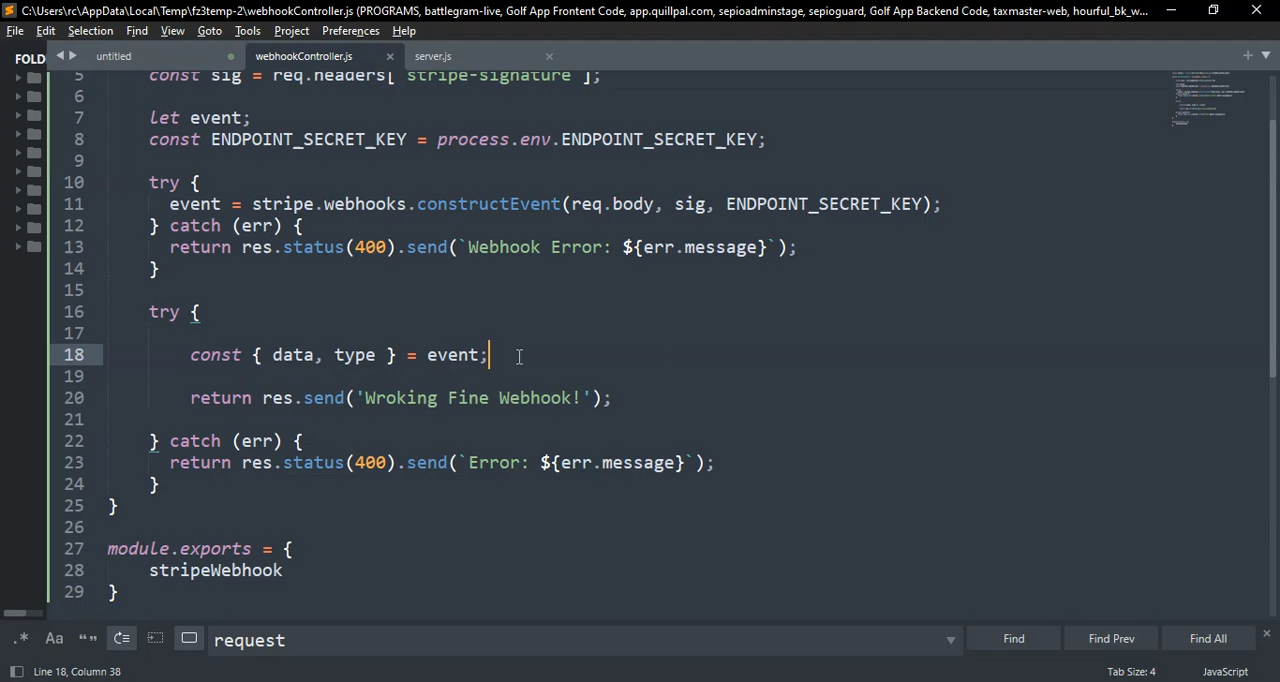 C:\Users\rc\AppData\Local\Temp\fz3temp-2\webhookController.js (PROGRAMS, battlegram-live, Golf App Frontent Code, app.quillpal.com, sepioadminstage, sepioguard, Golf App Backend Code, taxmaster-web, hourful_bk_w...
File Edit Selection Find View Goto Tools Project Preferences Help
FOLD
untitled webhookController.js server.js
5 const sig = req.headers['stripe-signature'];
6
7 let event;
8 const ENDPOINT_SECRET_KEY = process.env.ENDPOINT_SECRET_KEY;
9
10 try {
11 event = stripe.webhooks.constructEvent(req.body, sig, ENDPOINT_SECRET_KEY);
12 } catch (err) {
13 return res.status(400).send(`Webhook Error: ${err.message}`);
14 }
15
16 try {
17
18 const { data, type } = event;
19
20 return res.send('Wroking Fine Webhook!');
21
22 } catch (err) {
23 return res.status(400).send(`Error: ${err.message}`);
24 }
25 }
26
27 module.exports = {
28 stripeWebhook
29 }
.* Aa “” request Find Find Prev Find All
Line 18, Column 38 Tab Size: 4 JavaScript